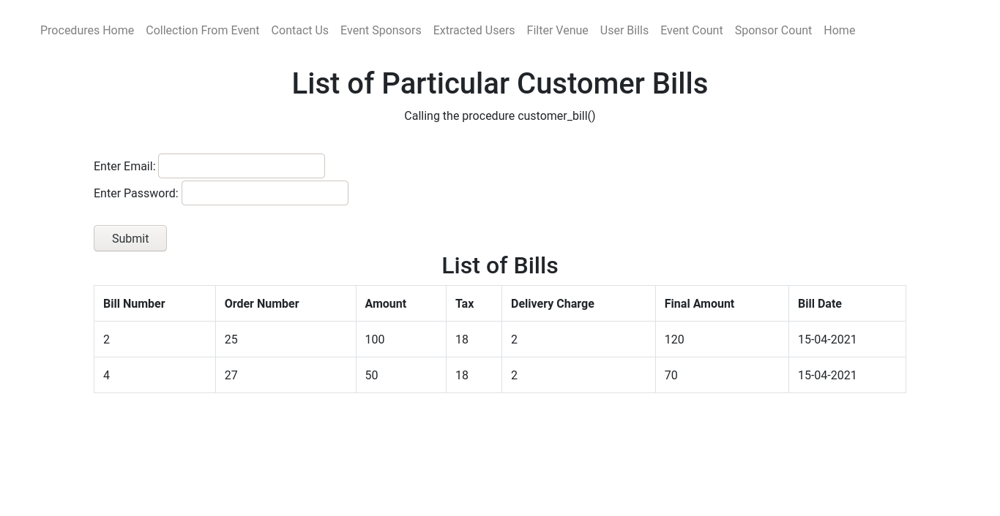 Procedures Home Collection From Event Contact Us Event Sponsors Extracted Users Filter Venue User Bills Event Count Sponsor Count Home
List of Particular Customer Bills
Calling the procedure customer_bill()
Enter Email:
Enter Password:
Submit
List of Bills
Bill Number Order Number Amount Tax Delivery Charge Final Amount Bill Date
2 25 100 18 2 120 15-04-2021
4 27 50 18 2 70 15-04-2021